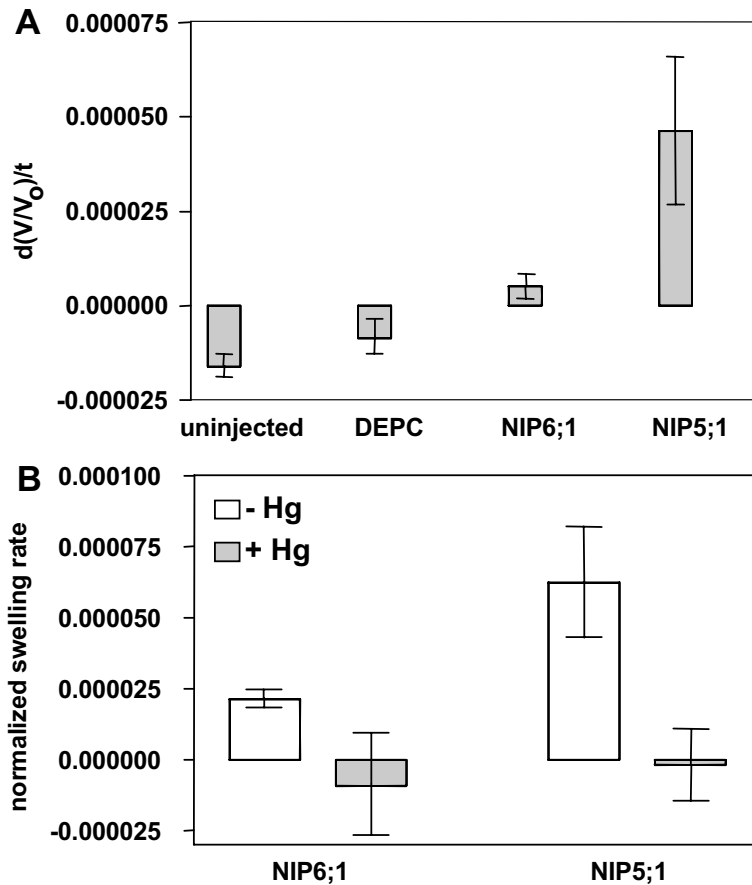 A
0.000075
0.000050
0.000025
0.000000
-0.000025
d(V/VO)/t
uninjected DEPC NIP6;1 NIP5;1
B
0.000100
0.000075
0.000050
0.000025
0.000000
-0.000025
normalized swelling rate
- Hg
+ Hg
NIP6;1 NIP5;1